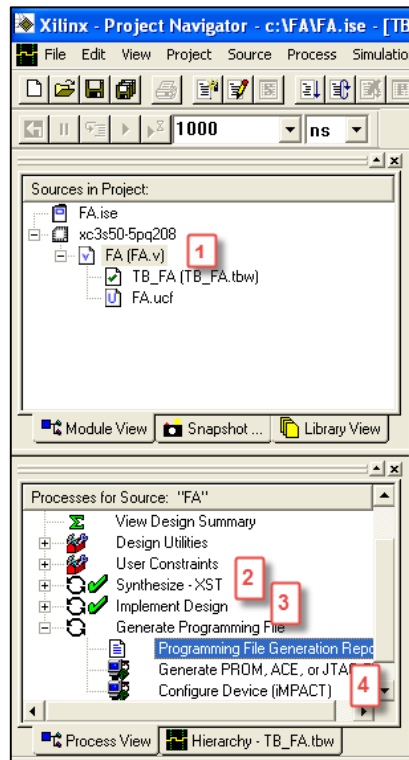 Xilinx - Project Navigator - c:\FA\FA.ise - [TB
File Edit View Project Source Process Simulatio
1000 ns
Sources in Project:
FA.ise
xc3s50-5pq208
FA (FA.v) 1
TB_FA (TB_FA.tbw)
FA.ucf
Module View Snapshot ... Library View
Processes for Source: "FA"
View Design Summary
Design Utilities
User Constraints
2
Synthesize - XST
3
Implement Design
Generate Programming File
Programming File Generation Repo
Generate PROM, ACE, or JTAG
4
Configure Device (iMPACT)
Process View Hierarchy - TB_FA.tbw